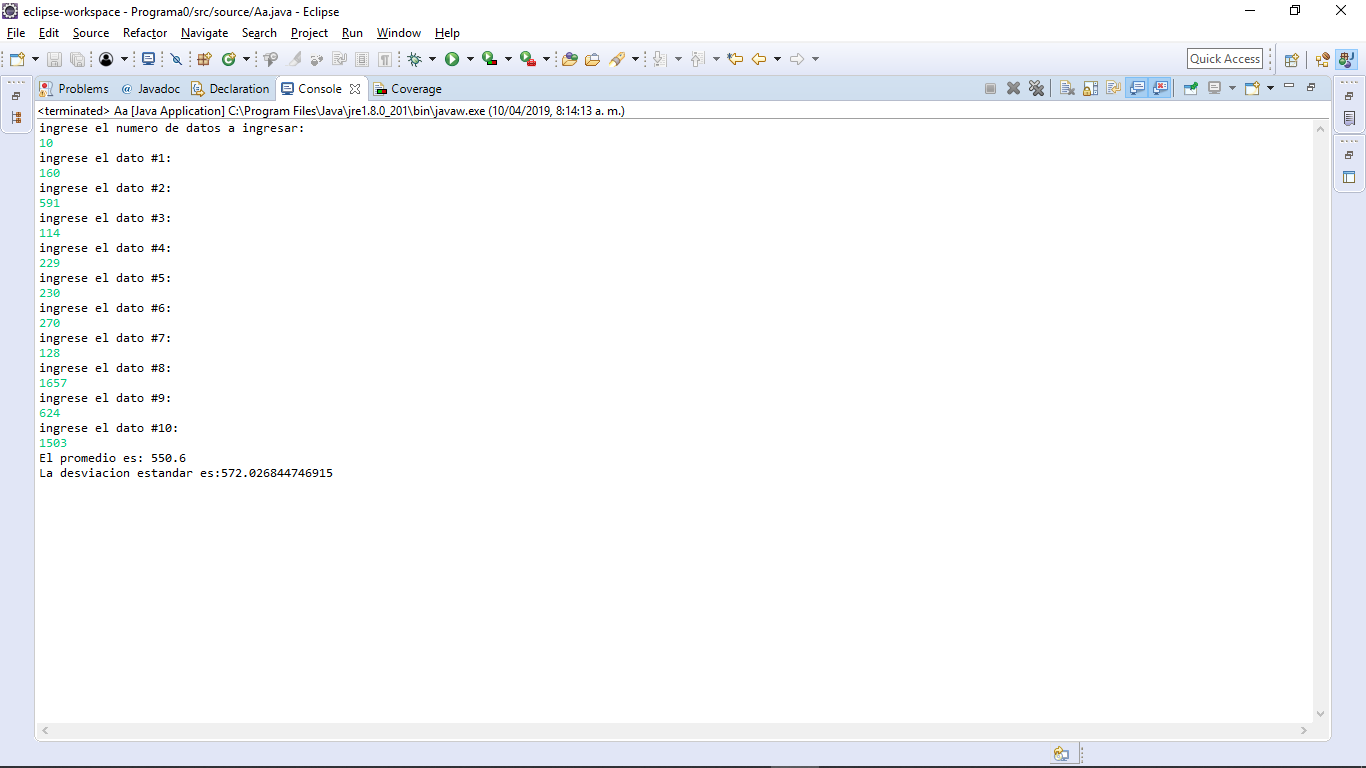 eclipse-workspace - Programa0/src/source/Aa.java - Eclipse
File Edit Source Refactor Navigate Search Project Run Window Help
Quick Access
Problems @ Javadoc Declaration Console Coverage
<terminated> Aa [Java Application] C:\Program Files\Java\jre1.8.0_201\bin\javaw.exe (10/04/2019, 8:14:13 a. m.)
ingrese el numero de datos a ingresar:
10
ingrese el dato #1:
160
ingrese el dato #2:
591
ingrese el dato #3:
114
ingrese el dato #4:
229
ingrese el dato #5:
230
ingrese el dato #6:
270
ingrese el dato #7:
128
ingrese el dato #8:
1657
ingrese el dato #9:
624
ingrese el dato #10:
1503
El promedio es: 550.6
La desviacion estandar es:572.026844746915